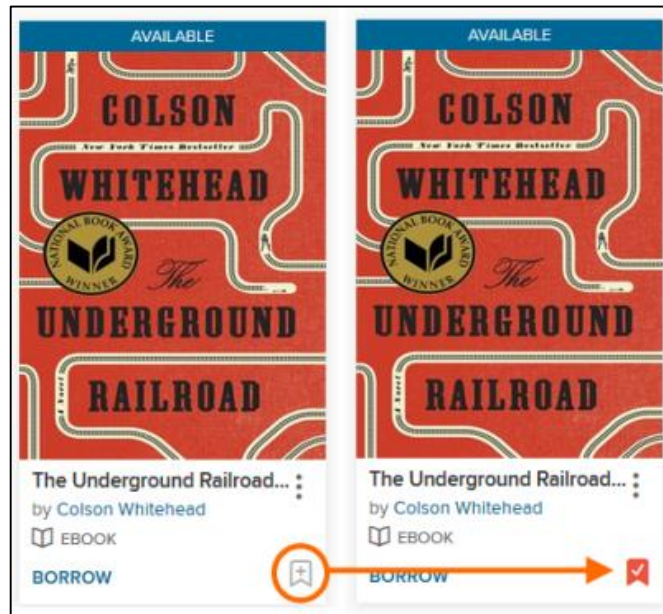 AVAILABLE
COLSON
New York Times Bestseller
WHITEHEAD
NATIONAL BOOK AWARD
WINNER
The
UNDERGROUND
RAILROAD
A Novel
The Underground Railroad...
by Colson Whitehead
EBOOK
BORROW
AVAILABLE
COLSON
New York Times Bestseller
WHITEHEAD
NATIONAL BOOK AWARD
WINNER
The
UNDERGROUND
RAILROAD
A Novel
The Underground Railroad...
by Colson Whitehead
EBOOK
BORROW